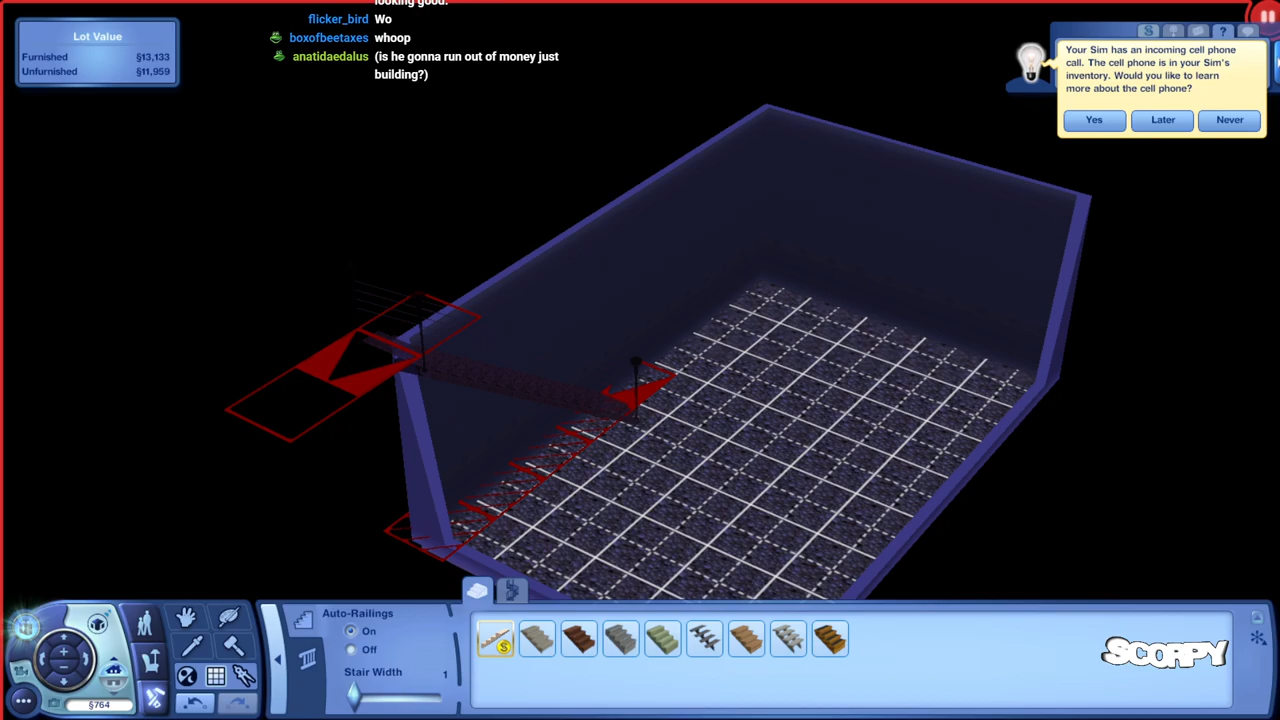 looking good.
flicker_bird Wo
boxofbeetaxes whoop
anatidaedalus (is he gonna run out of money just
building?)
Lot Value
Furnished §13,133
Unfurnished §11,959
Your Sim has an incoming cell phone
call. The cell phone is in your Sim's
inventory. Would you like to learn
more about the cell phone?
Yes Later Never
Auto-Railings
On
Off
Stair Width 1
§764
SCORPY